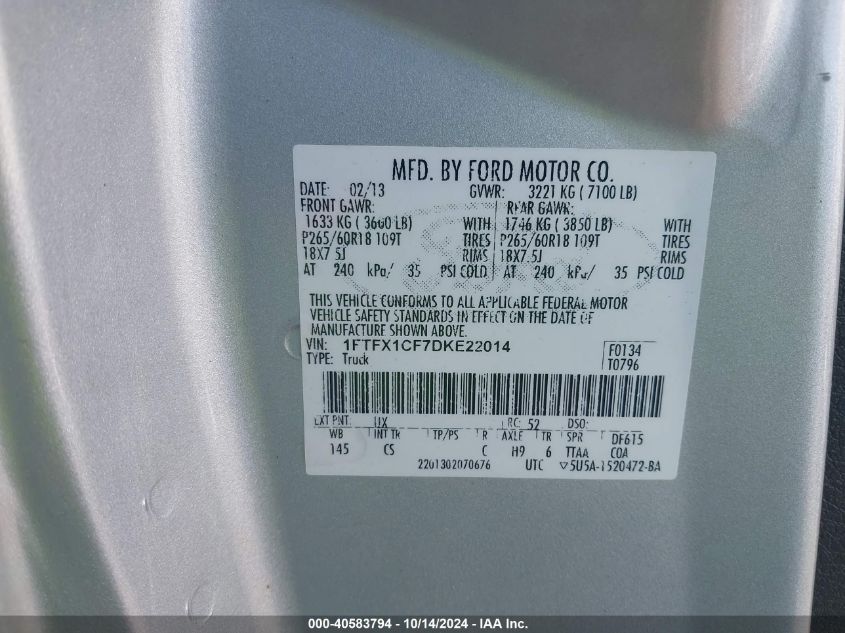 MFD. BY FORD MOTOR CO.
DATE: 02/13 GVWR: 3221 KG ( 7100 LB)
FRONT GAWR: REAR GAWR:
1633 KG ( 3600 LB) WITH 1746 KG ( 3850 LB) WITH
P265/60R18 109T TIRES P265/60R18 109T TIRES
18X7.5J RIMS 18X7.5J RIMS
AT 240 kPa/ 35 PSI COLD AT 240 kPa/ 35 PSI COLD
THIS VEHICLE CONFORMS TO ALL APPLICABLE FEDERAL MOTOR
VEHICLE SAFETY STANDARDS IN EFFECT ON THE DATE OF
MANUFACTURE SHOWN ABOVE.
VIN: 1FTFX1CF7DKE22014
TYPE: Truck
F0134
T0796
EXT PNT: UX RC: 52 DSO:
WB INT TR TP/PS R AXLE TR SPR DF615
145 CS C H9 6 TTAA COA
2201302070676 UTC ▽5U5A-1520472-BA
000-40583794 - 10/14/2024 - IAA Inc.